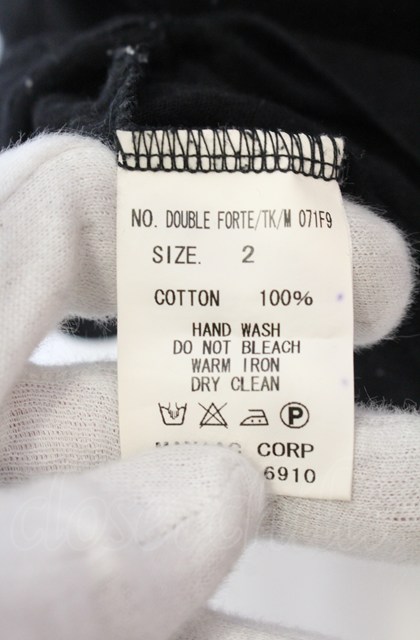 NO. DOUBLE FORTE/TK/M 071F9
SIZE. 2
COTTON 100%
HAND WASH
DO NOT BLEACH
WARM IRON
DRY CLEAN
P
CORP
6910